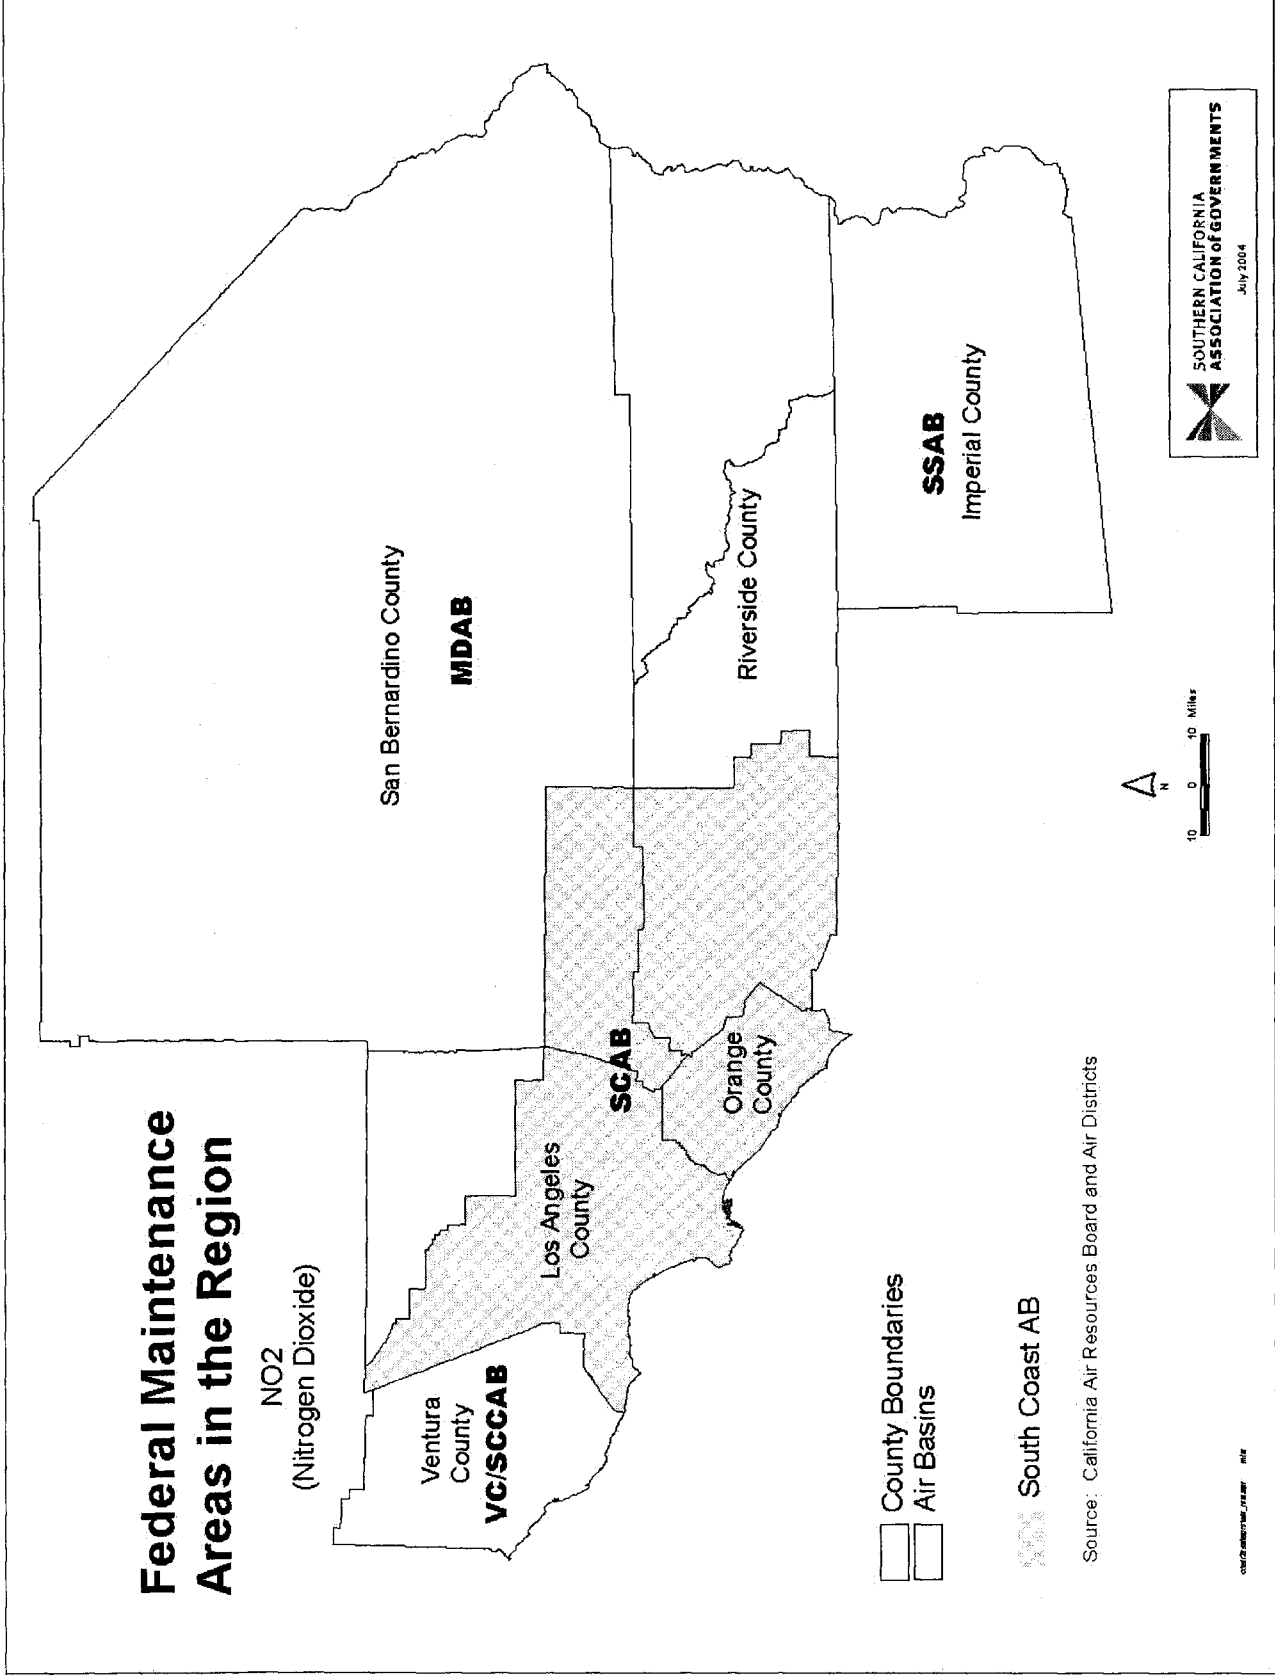 Federal Maintenance
Areas in the Region
NO2
(Nitrogen Dioxide)
San Bernardino County
MDAB
Ventura
County
VC/SCCAB
Los Angeles
County
SCAB
Orange
County
Riverside County
SSAB
Imperial County
County Boundaries
Air Basins
South Coast AB
Source: California Air Resources Board and Air Districts
N
10 0 10 Miles
SOUTHERN CALIFORNIA
ASSOCIATION of GOVERNMENTS
July 2004